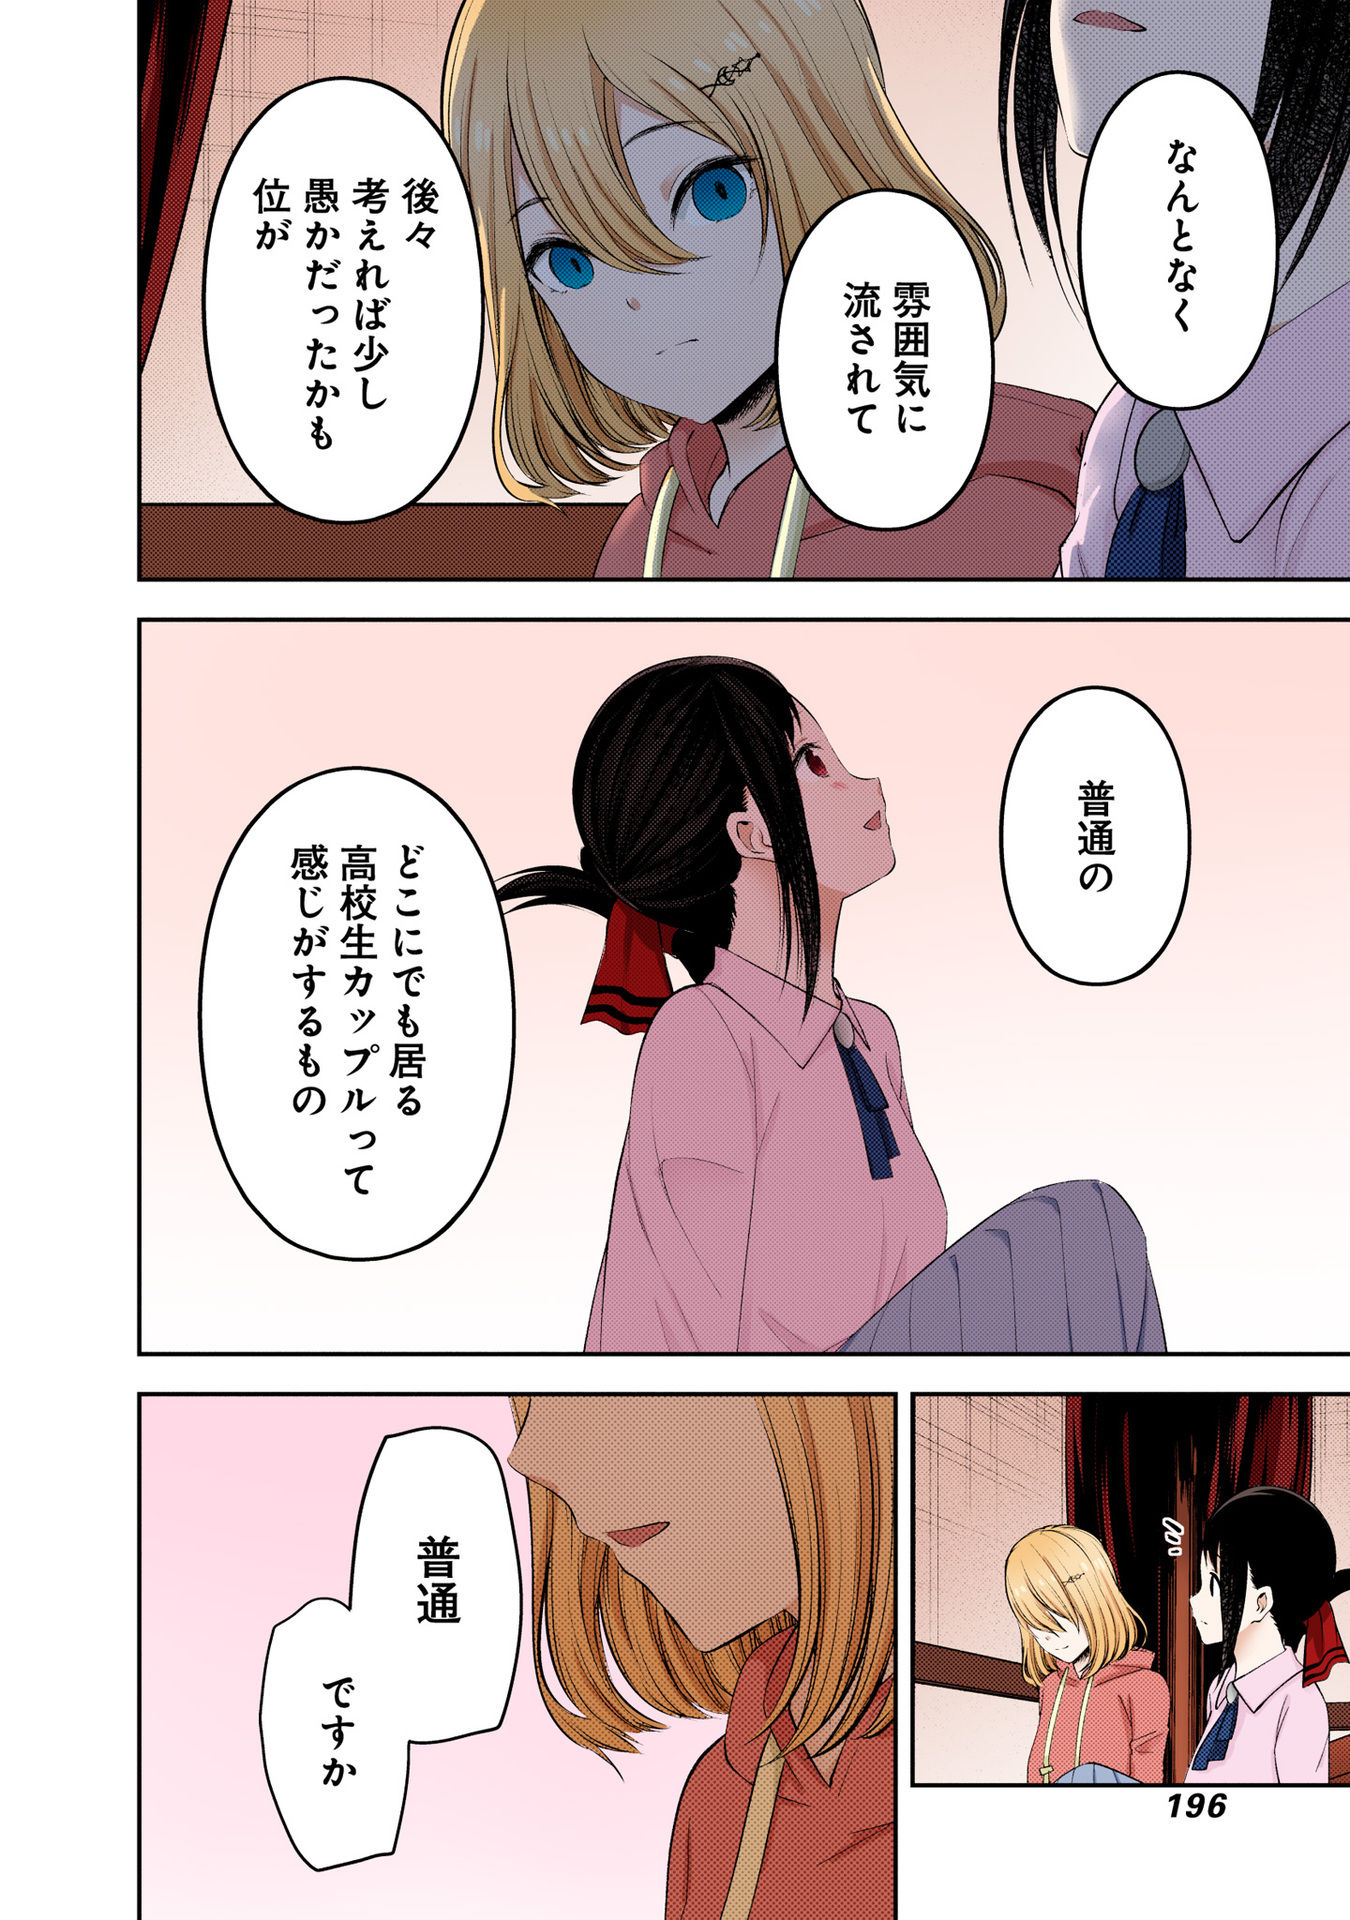 なんとなく
雰囲気に
流されて
後々
考えれば少し
愚かだったかも
位が
普通の
どこにでも居る
高校生カップルって
感じがするもの
普通
ですか
196